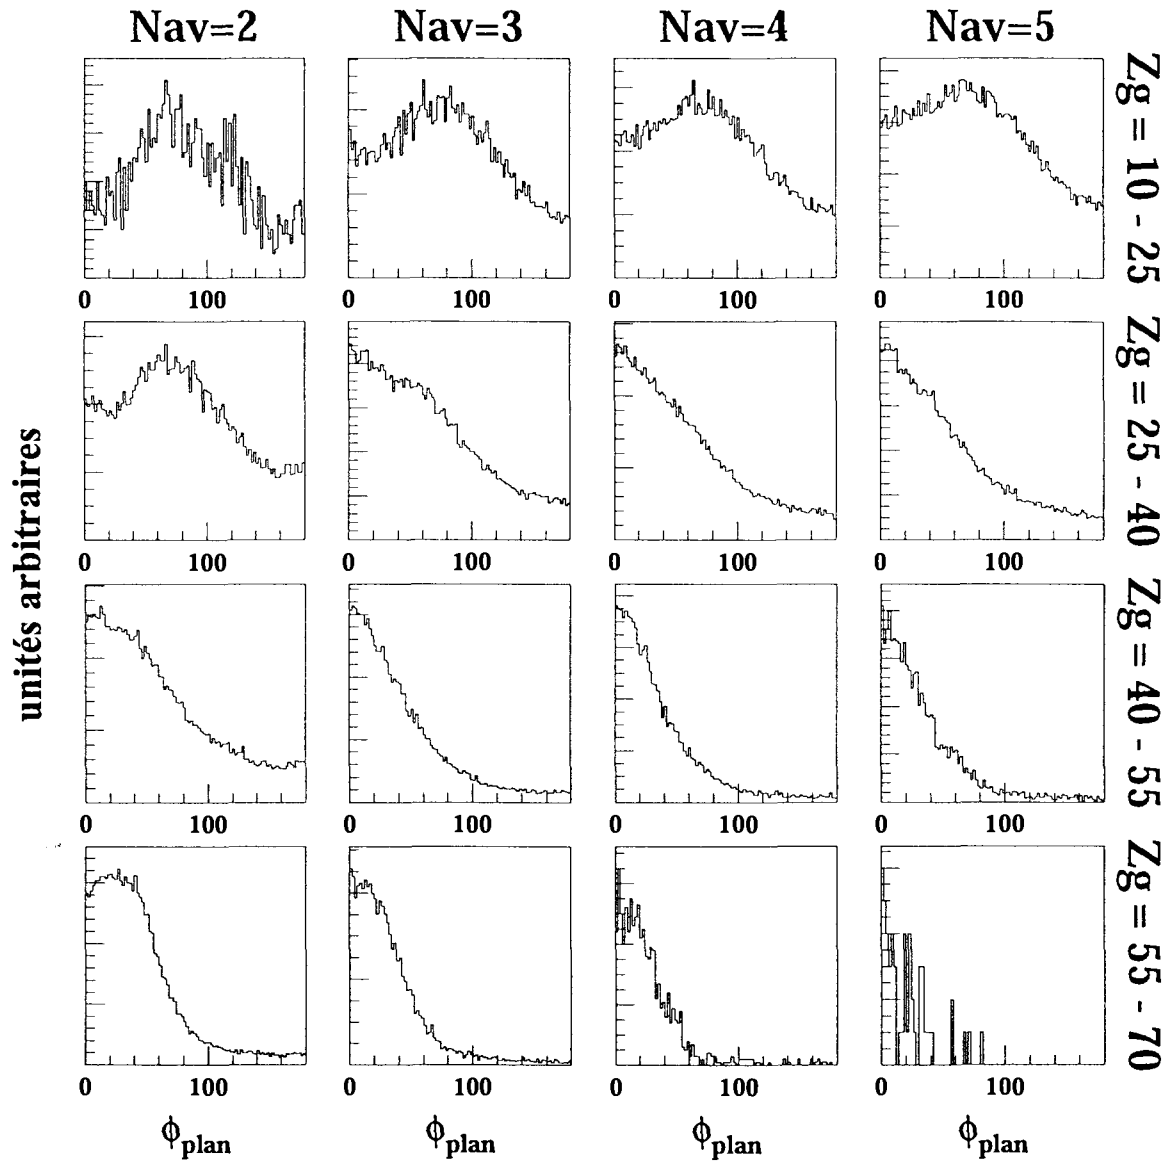 Nav=2 Nav=3 Nav=4 Nav=5
Zg = 10 - 25
0 100 0 100 0 100 0 100
Zg = 25 - 40
0 100 0 100 0 100 0 100
unités arbitraires
Zg = 40 - 55
0 100 0 100 0 100 0 100
Zg = 55 - 70
0 100 0 100 0 100 0 100
ϕplan ϕplan ϕplan ϕplan